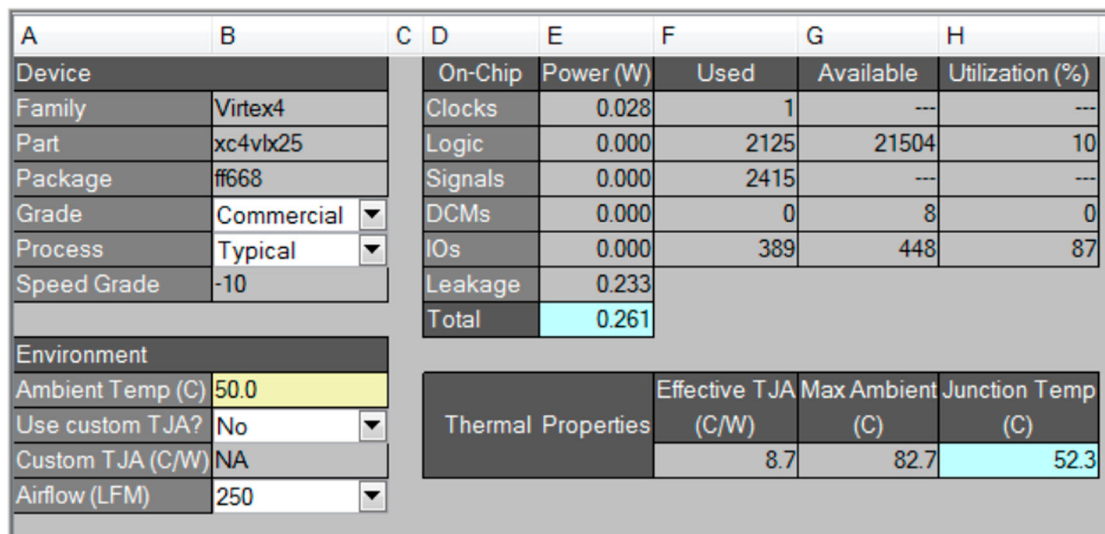 A B C D E F G H
Device On-Chip Power (W) Used Available Utilization (%)
Family Virtex4 Clocks 0.028 1 --- ---
Part xc4vlx25 Logic 0.000 2125 21504 10
Package ff668 Signals 0.000 2415 --- ---
Grade Commercial DCMs 0.000 0 8 0
Process Typical IOs 0.000 389 448 87
Speed Grade -10 Leakage 0.233
Total 0.261
Environment
Ambient Temp (C) 50.0 Effective TJA Max Ambient Junction Temp
Use custom TJA? No Thermal Properties (C/W) (C) (C)
Custom TJA (C/W) NA 8.7 82.7 52.3
Airflow (LFM) 250